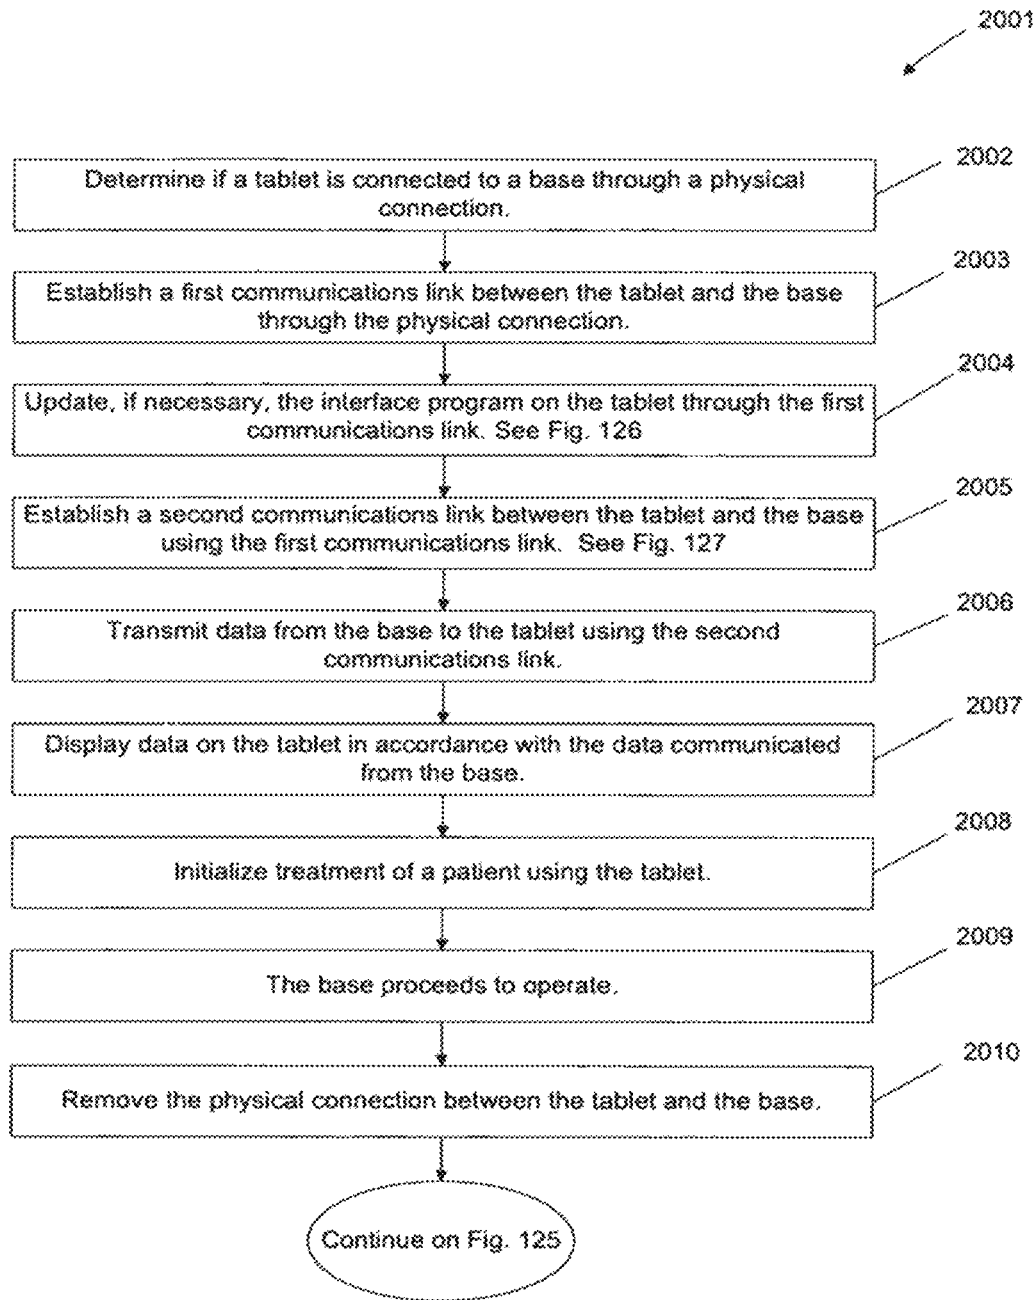 2001
2002
Determine if a tablet is connected to a base through a physical
connection.
2003
Establish a first communications link between the tablet and the base
through the physical connection.
2004
Update, if necessary, the interface program on the tablet through the first
communications link. See Fig. 126
2005
Establish a second communications link between the tablet and the base
using the first communications link. See Fig. 127
2006
Transmit data from the base to the tablet using the second
communications link.
2007
Display data on the tablet in accordance with the data communicated
from the base.
2008
Initialize treatment of a patient using the tablet.
2009
The base proceeds to operate.
2010
Remove the physical connection between the tablet and the base.
Continue on Fig. 125